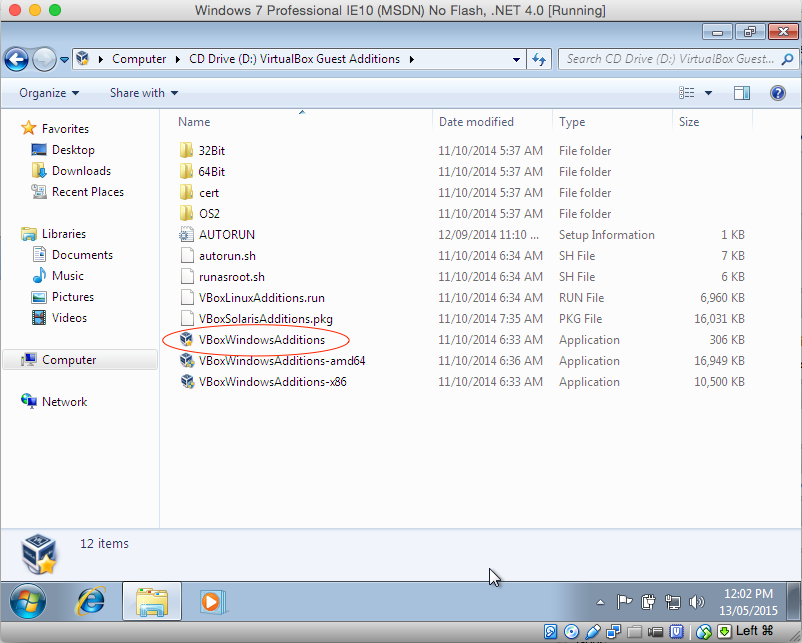 Windows 7 Professional IE10 (MSDN) No Flash, .NET 4.0 [Running]
Computer CD Drive (D:) VirtualBox Guest Additions Search CD Drive (D:) VirtualBox Guest...
Organize Share with
Name Date modified Type Size
Favorites
Desktop
Downloads
Recent Places
Libraries
Documents
Music
Pictures
Videos
Computer
Network
32Bit 11/10/2014 5:37 AM File folder
64Bit 11/10/2014 5:37 AM File folder
cert 11/10/2014 5:37 AM File folder
OS2 11/10/2014 5:37 AM File folder
AUTORUN 12/09/2014 11:10 ... Setup Information 1 KB
autorun.sh 11/10/2014 6:34 AM SH File 7 KB
runasroot.sh 11/10/2014 6:34 AM SH File 6 KB
VBoxLinuxAdditions.run 11/10/2014 6:34 AM RUN File 6,960 KB
VBoxSolarisAdditions.pkg 11/10/2014 7:35 AM PKG File 16,031 KB
VBoxWindowsAdditions 11/10/2014 6:33 AM Application 306 KB
VBoxWindowsAdditions-amd64 11/10/2014 6:36 AM Application 16,949 KB
VBoxWindowsAdditions-x86 11/10/2014 6:33 AM Application 10,500 KB
12 items
12:02 PM
13/05/2015
Left ⌘